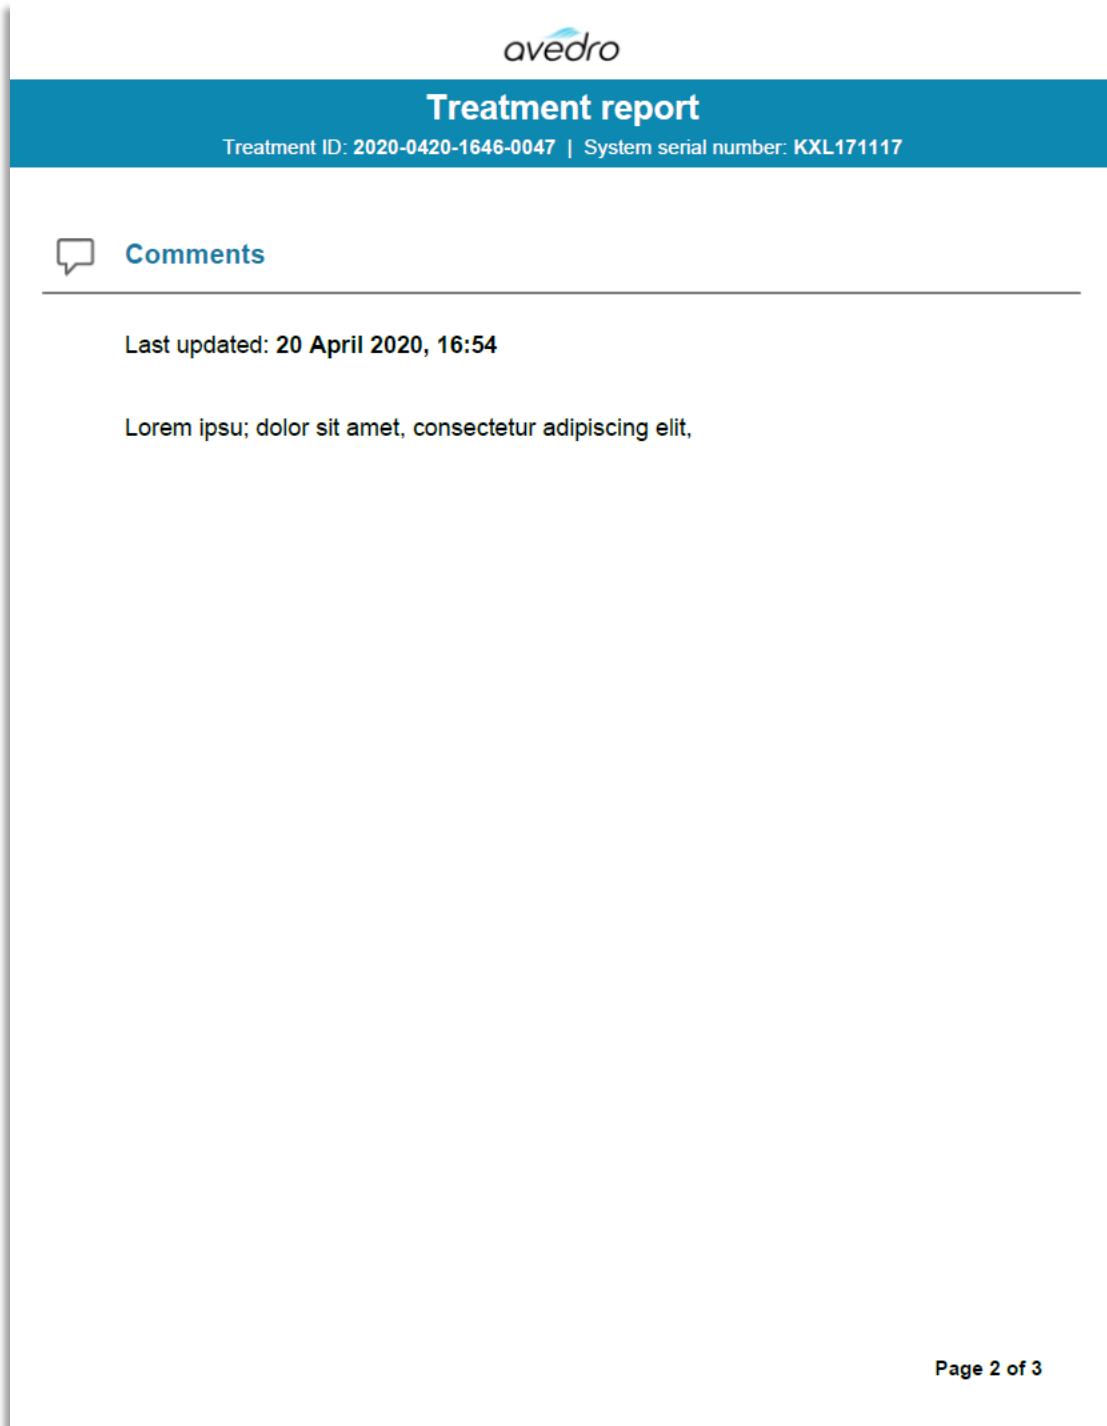 avedro
Treatment report
Treatment ID: 2020-0420-1646-0047 | System serial number: KXL171117
Comments
Last updated: 20 April 2020, 16:54
Lorem ipsu; dolor sit amet, consectetur adipiscing elit,
Page 2 of 3